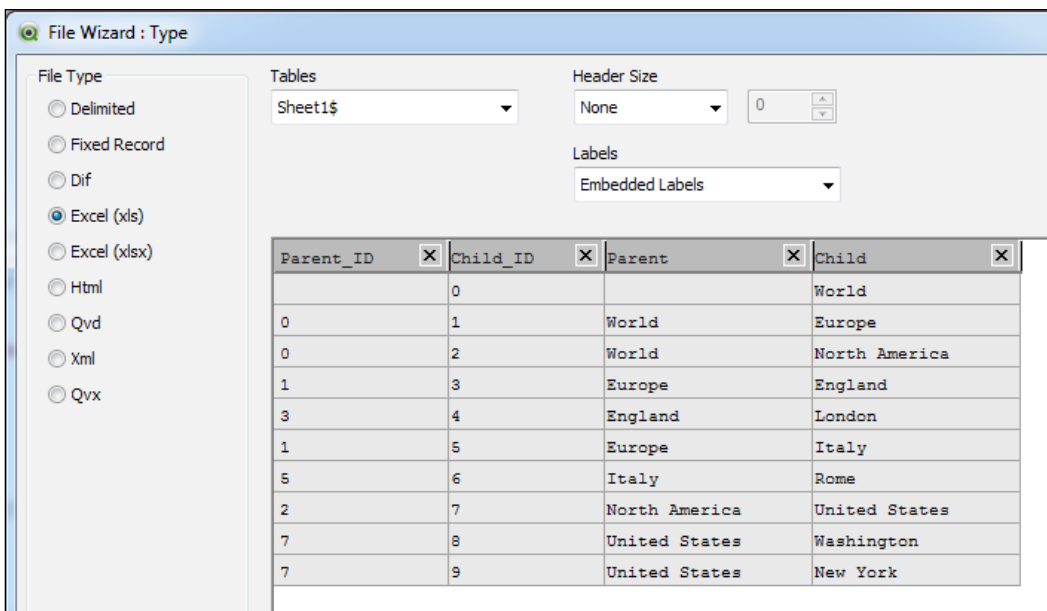 File Wizard : Type
File Type
Delimited
Fixed Record
Dif
Excel (xls)
Excel (xlsx)
Html
Qvd
Xml
Qvx
Tables
Sheet1$
Header Size
None
0
Labels
Embedded Labels
Parent_ID Child_ID Parent Child
0 World
0 1 World Europe
0 2 World North America
1 3 Europe England
3 4 England London
1 5 Europe Italy
5 6 Italy Rome
2 7 North America United States
7 8 United States Washington
7 9 United States New York